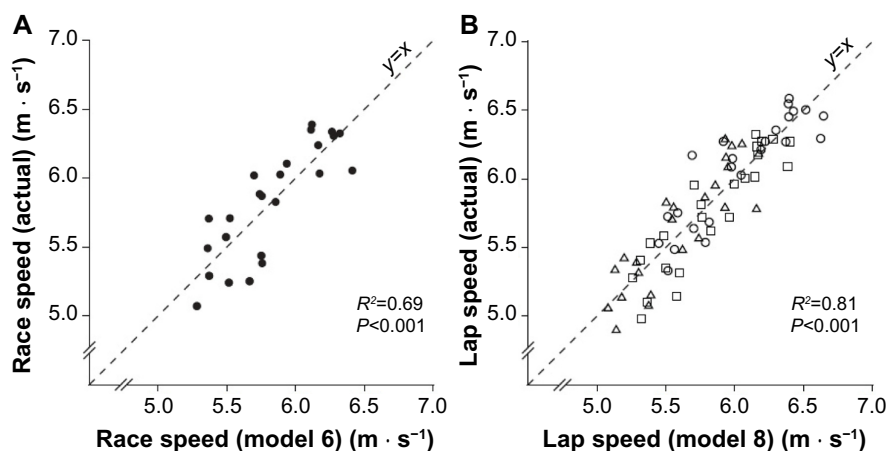 A
Race speed (actual) (m · s⁻¹)
7.0
6.5
6.0
5.5
5.0
y=x
R²=0.69
P<0.001
5.0 5.5 6.0 6.5 7.0
Race speed (model 6) (m · s⁻¹)
B
Lap speed (actual) (m · s⁻¹)
7.0
6.5
6.0
5.5
5.0
y=x
R²=0.81
P<0.001
5.0 5.5 6.0 6.5 7.0
Lap speed (model 8) (m · s⁻¹)